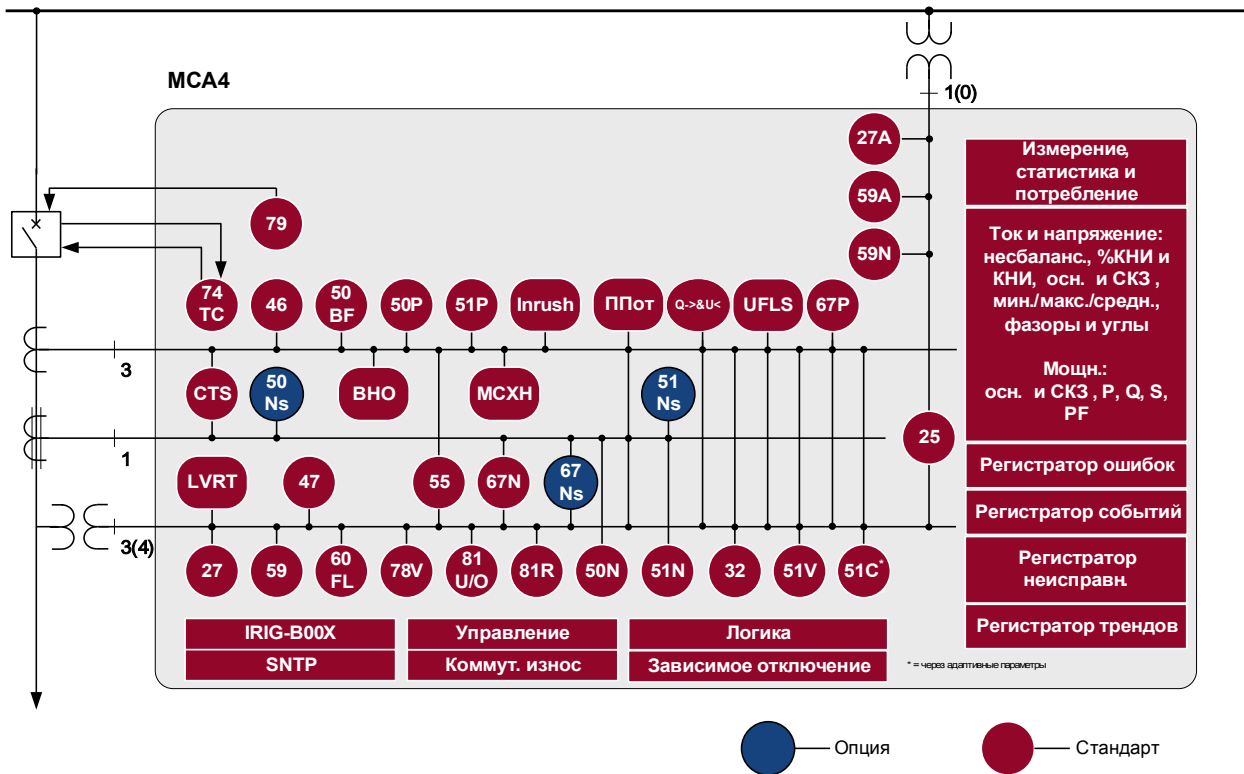 MCA4
1(0)
27A
59A
59N
79
74
TC
46
50
BF
50P
51P
Inrush
ППот
Q->&U<
UFLS
67P
3
CTS
50
Ns
ВНО
МСХН
51
Ns
1
25
LVRT
47
55
67N
67
Ns
3(4)
27
59
60
FL
78V
81
U/O
81R
50N
51N
32
51V
51C*
IRIG-B00X
SNTP
Управление
Коммут. износ
Логика
Зависимое отключение
Измерение,
статистика и
потребление
Ток и напряжение:
несбаланс., %КНИ и
КНИ, осн. и СКЗ ,
мин./макс./средн.,
фазоры и углы
Мощн.:
осн. и СКЗ , P, Q, S,
PF
Регистратор ошибок
Регистратор событий
Регистратор
неисправн.
Регистратор трендов
* = через адаптивные параметры
Опция
Стандарт